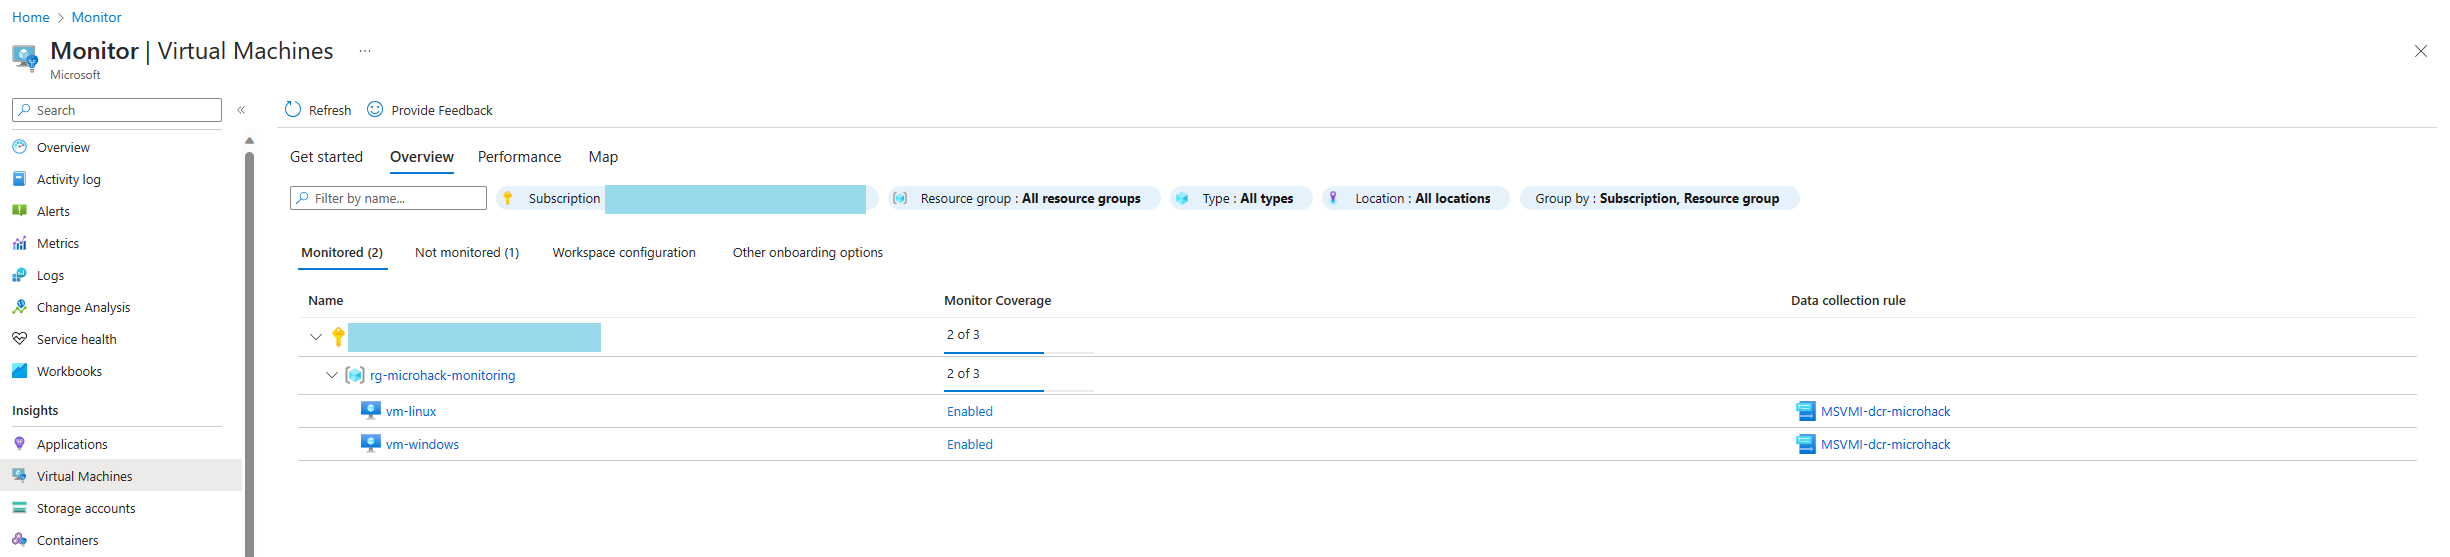 Home > Monitor
Monitor | Virtual Machines ...
Microsoft
Search «
Overview
Activity log
Alerts
Metrics
Logs
Change Analysis
Service health
Workbooks
Insights
Applications
Virtual Machines
Storage accounts
Containers
Refresh Provide Feedback
Get started Overview Performance Map
Filter by name... Subscription Resource group : All resource groups Type : All types Location : All locations Group by : Subscription, Resource group
Monitored (2) Not monitored (1) Workspace configuration Other onboarding options
Name Monitor Coverage Data collection rule
2 of 3
rg-microhack-monitoring 2 of 3
vm-linux Enabled MSVMI-dcr-microhack
vm-windows Enabled MSVMI-dcr-microhack